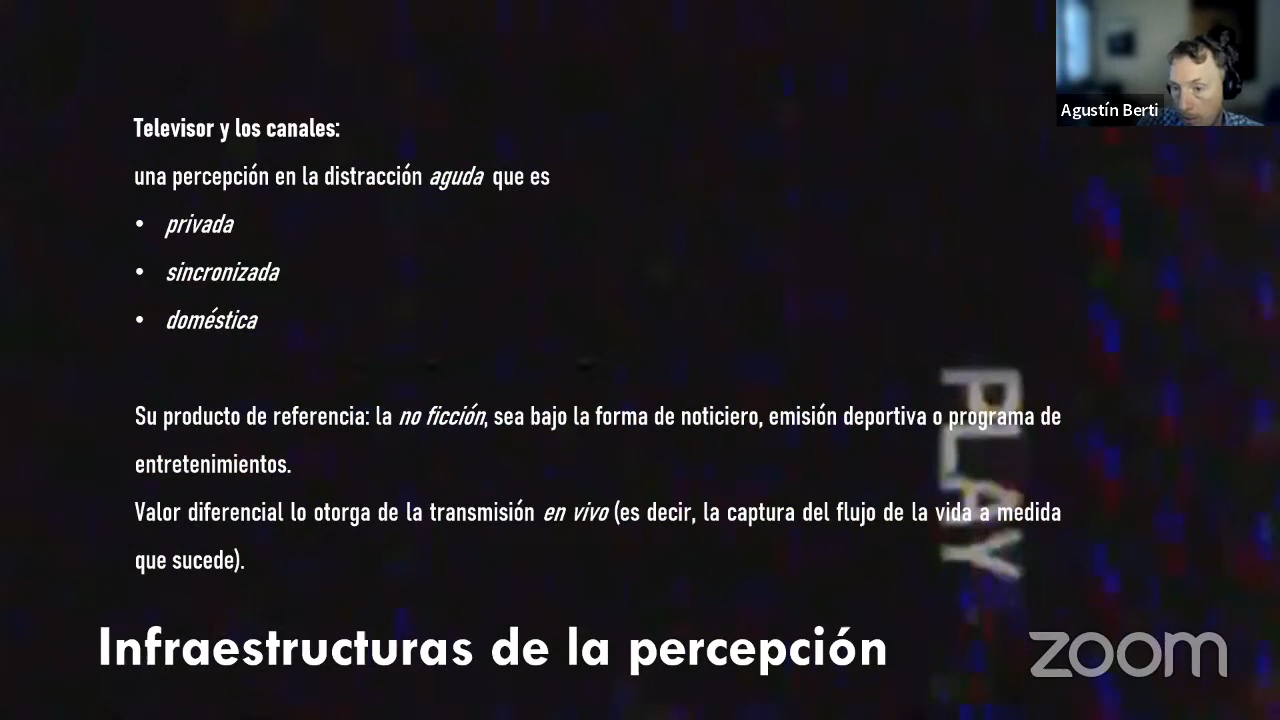 Agustín Berti
Televisor y los canales:
una percepción en la distracción aguda que es
• privada
• sincronizada
• doméstica
Su producto de referencia: la no ficción, sea bajo la forma de noticiero, emisión deportiva o programa de
entretenimientos.
Valor diferencial lo otorga de la transmisión en vivo (es decir, la captura del flujo de la vida a medida
que sucede).
PLAY
Infraestructuras de la percepción
zoom